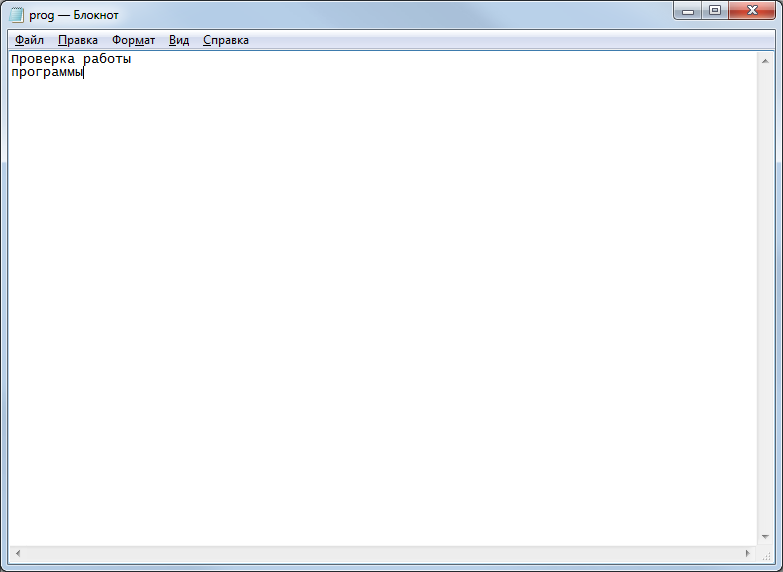 prog — Блокнот
Файл Правка Формат Вид Справка
Проверка работы
программы